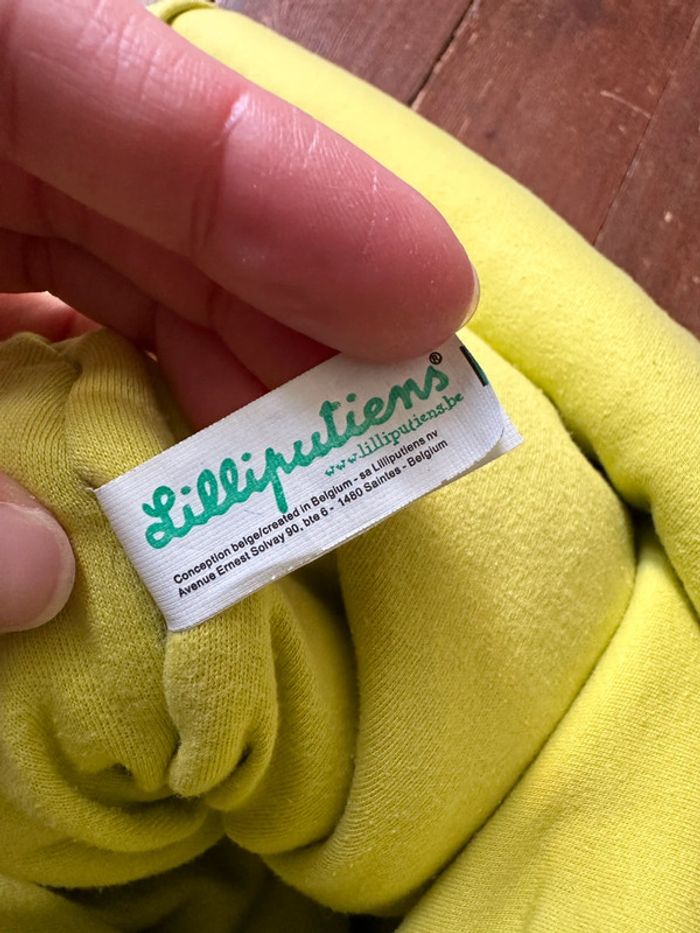 Lilliputiens®
www.lilliputiens.be
Conception belge/created in Belgium - sa Lilliputiens nv
Avenue Ernest Solvay 90, bte 6 - 1480 Saintes - Belgium